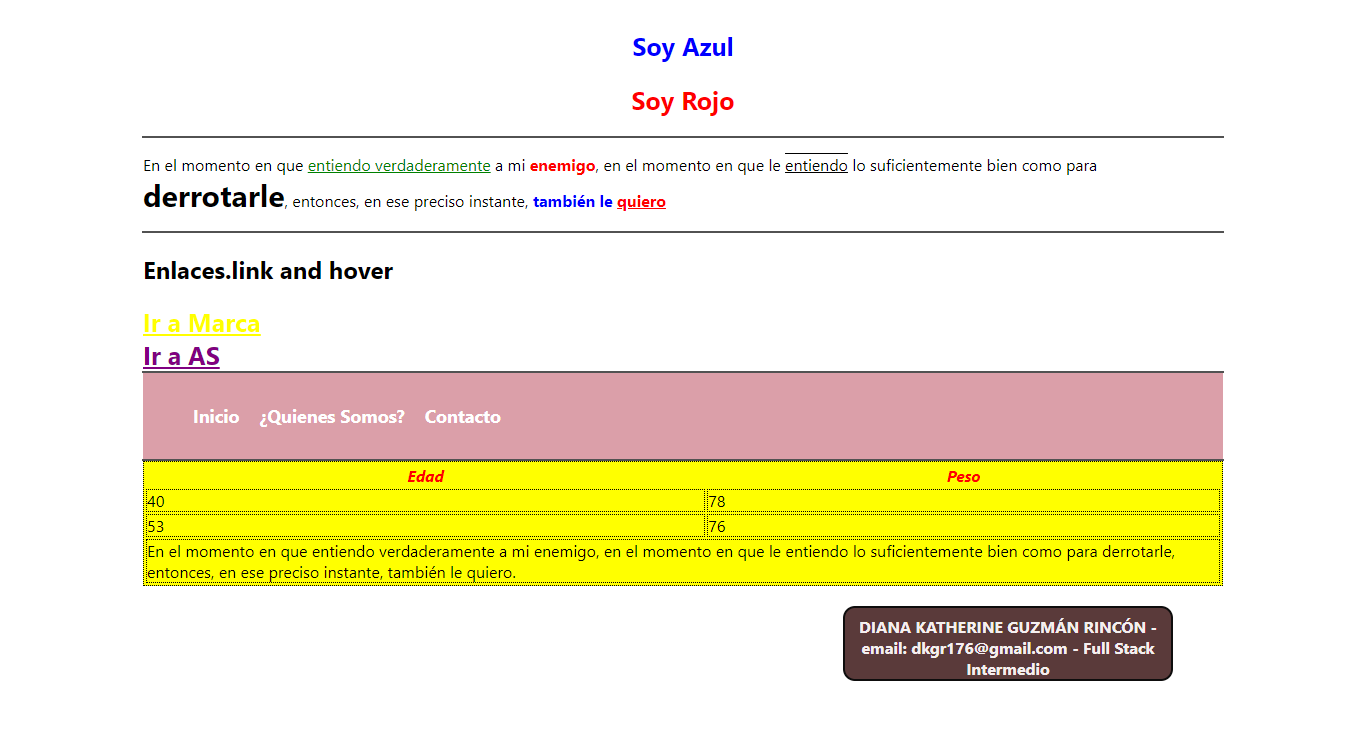 Soy Azul
Soy Rojo
En el momento en que entiendo verdaderamente a mi enemigo, en el momento en que le entiendo lo suficientemente bien como para
derrotarle, entonces, en ese preciso instante, también le quiero
Enlaces.link and hover
Ir a Marca
Ir a AS
Inicio ¿Quienes Somos? Contacto
Edad Peso
40 78
53 76
En el momento en que entiendo verdaderamente a mi enemigo, en el momento en que le entiendo lo suficientemente bien como para derrotarle,
entonces, en ese preciso instante, también le quiero.
DIANA KATHERINE GUZMÁN RINCÓN -
email: dkgr176@gmail.com - Full Stack
Intermedio